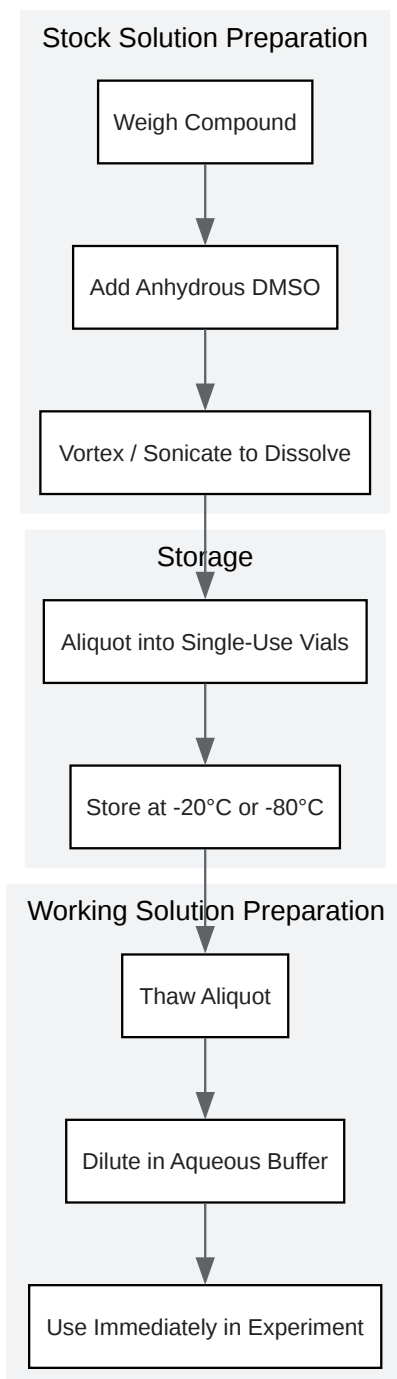 Stock Solution Preparation
Weigh Compound
Add Anhydrous DMSO
Vortex / Sonicate to Dissolve
Storage
Aliquot into Single-Use Vials
Store at -20°C or -80°C
Working Solution Preparation
Thaw Aliquot
Dilute in Aqueous Buffer
Use Immediately in Experiment